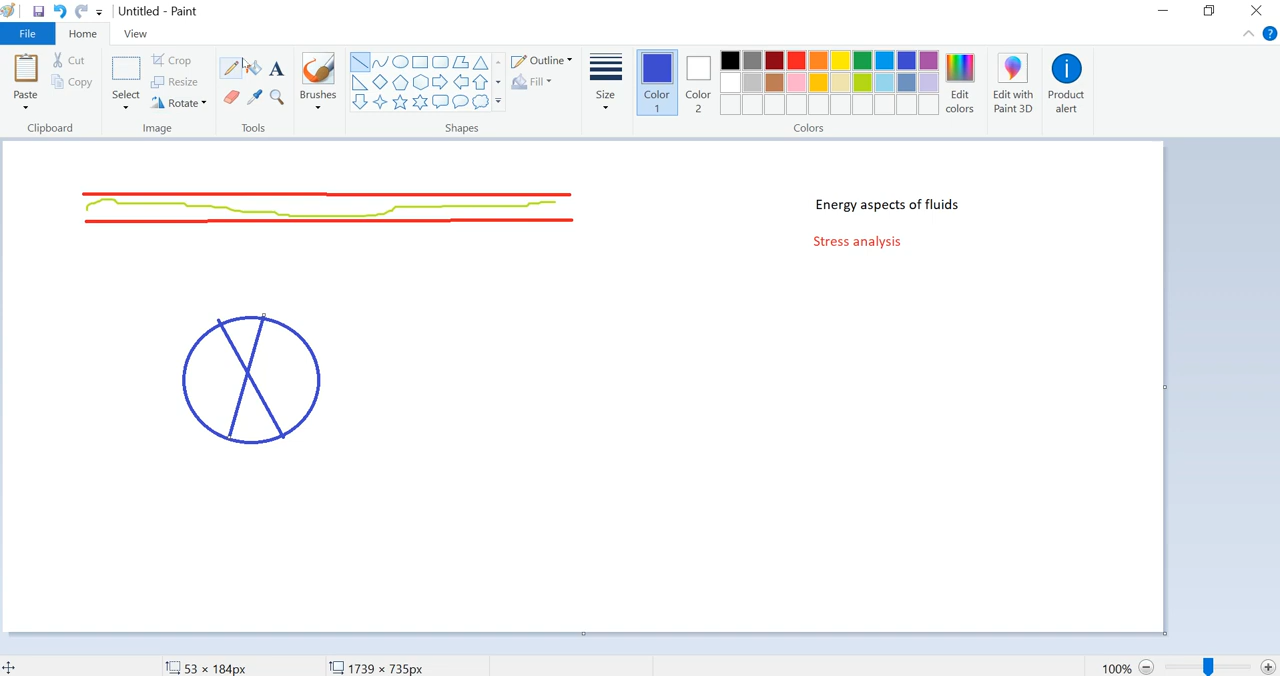 Untitled - Paint
File Home View
Paste
Cut
Copy
Clipboard
Select
Crop
Resize
Rotate
Image
A
Tools
Brushes
Outline
Fill
Shapes
Size
Color 1
Color 2
Colors
Edit colors
Edit with Paint 3D
Product alert
Energy aspects of fluids
Stress analysis
53 × 184px
1739 × 735px
100%